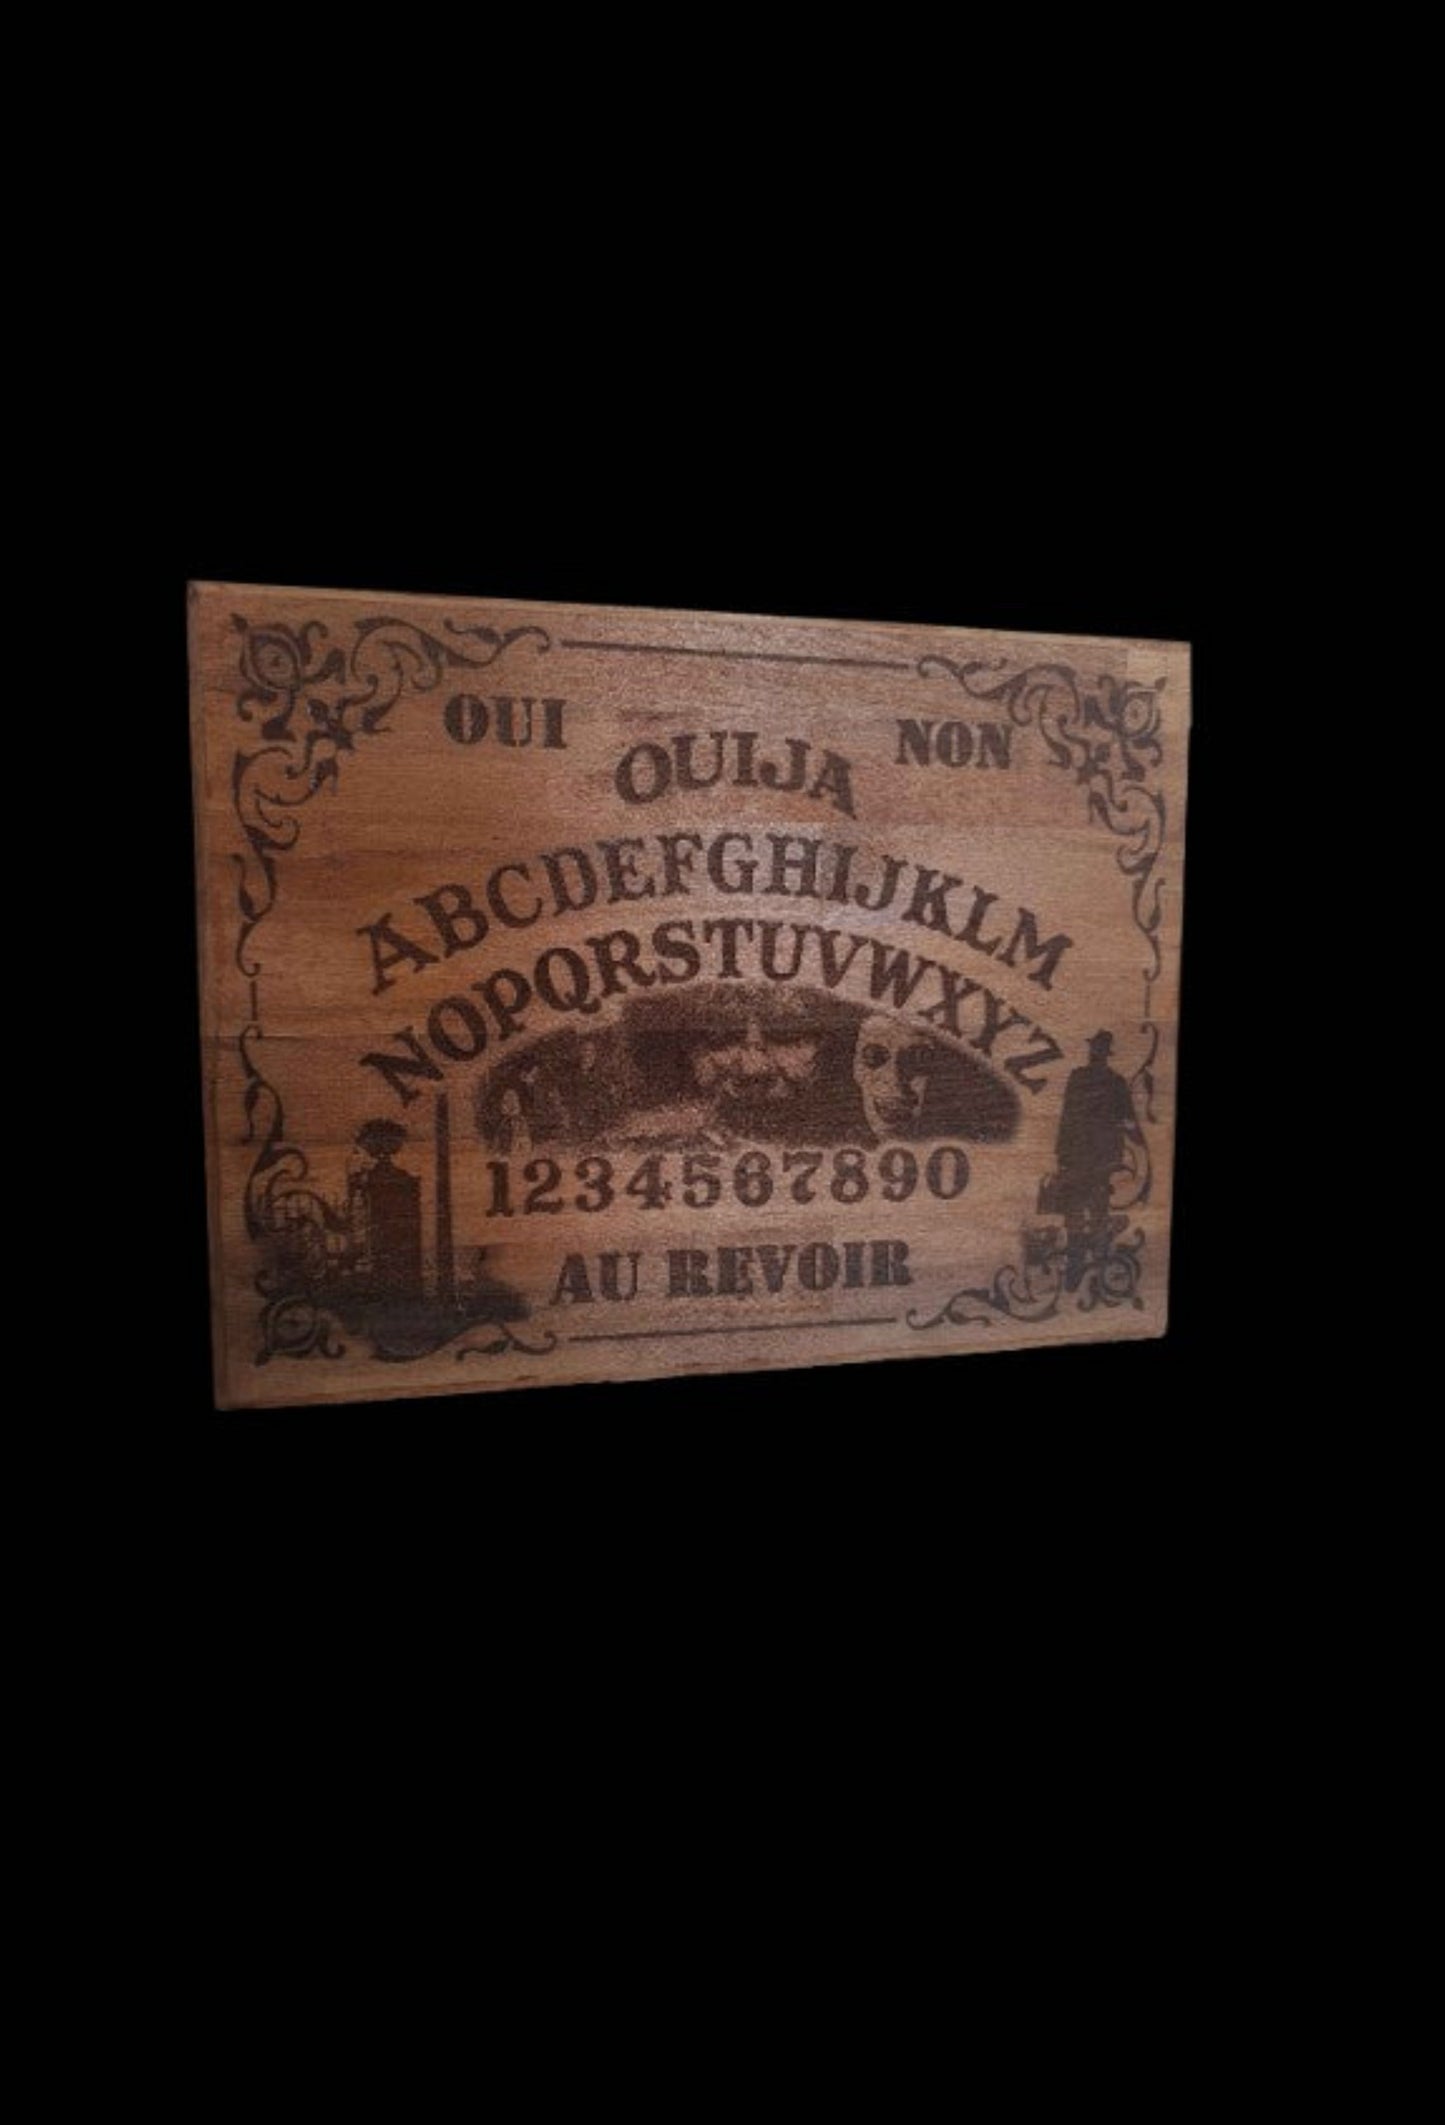 OUI NON
OUIJA
ABCDEFGHIJKLM
NOPQRSTUVWXYZ
1234567890
AU REVOIR